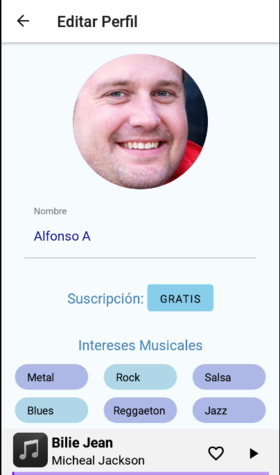 Editar Perfil
Nombre
Alfonso A
Suscripción: GRATIS
Intereses Musicales
Metal Rock Salsa
Blues Reggaeton Jazz
Bilie Jean
Micheal Jackson